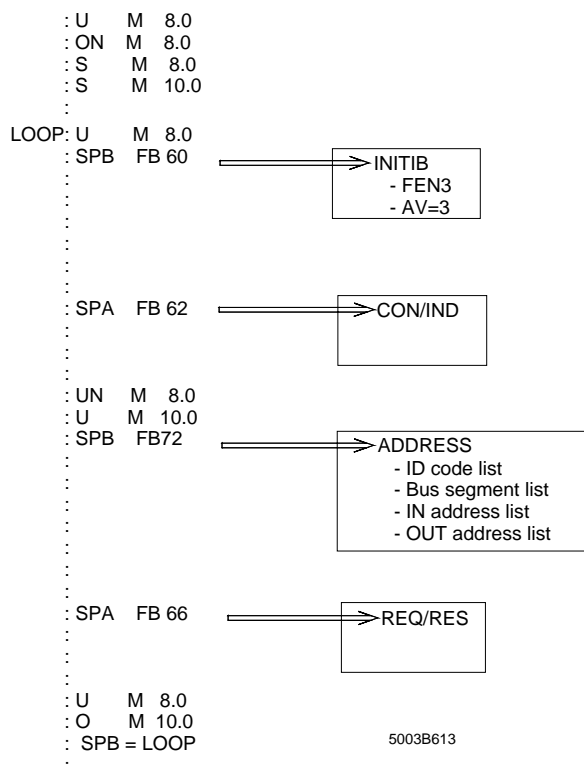 : U M 8.0
: ON M 8.0
: S M 8.0
: S M 10.0
:
LOOP: U M 8.0
: SPB FB 60 INITIB
: - FEN3
: - AV=3
:
:
:
:
: SPA FB 62 CON/IND
:
:
:
: UN M 8.0
: U M 10.0
: SPB FB72 ADDRESS
: - ID code list
: - Bus segment list
: - IN address list
: - OUT address list
:
:
:
: SPA FB 66 REQ/RES
:
:
:
: U M 8.0
: O M 10.0
: SPB = LOOP 5003B613
: